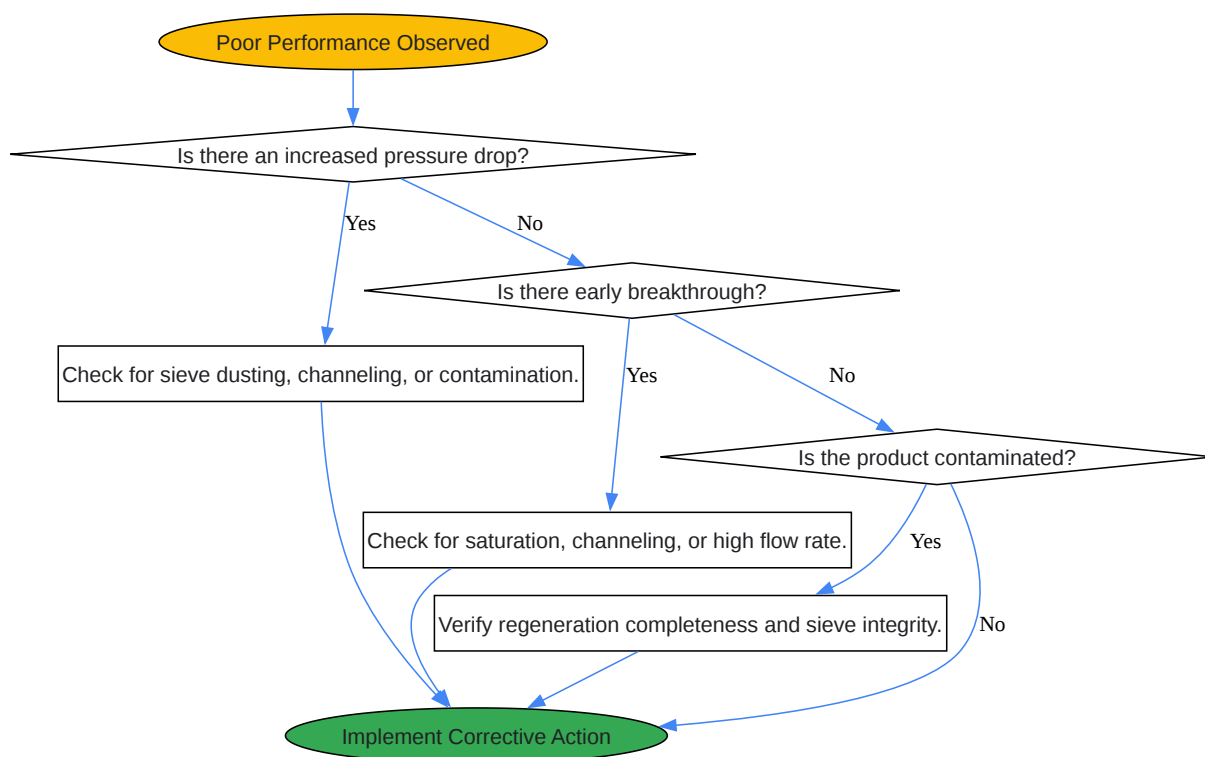 Poor Performance Observed
Is there an increased pressure drop?
Yes
No
Is there early breakthrough?
Check for sieve dusting, channeling, or contamination.
Yes
No
Is the product contaminated?
Check for saturation, channeling, or high flow rate.
Yes
Verify regeneration completeness and sieve integrity.
No
Implement Corrective Action